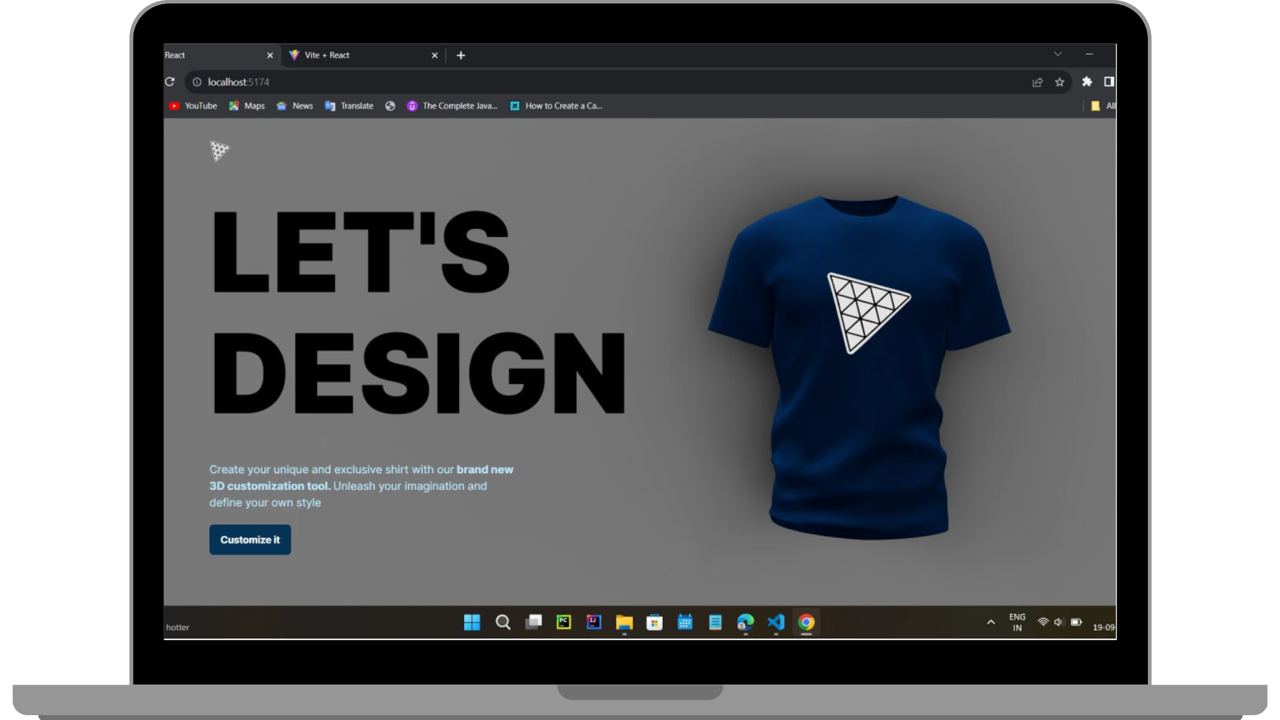 React
Vite + React
localhost:5174
YouTube
Maps
News
Translate
The Complete Java...
How to Create a Ca...
All
LET'S
DESIGN
Create your unique and exclusive shirt with our brand new
3D customization tool. Unleash your imagination and
define your own style
Customize it
hotter
PC
IJ
ENG
IN
19-09-